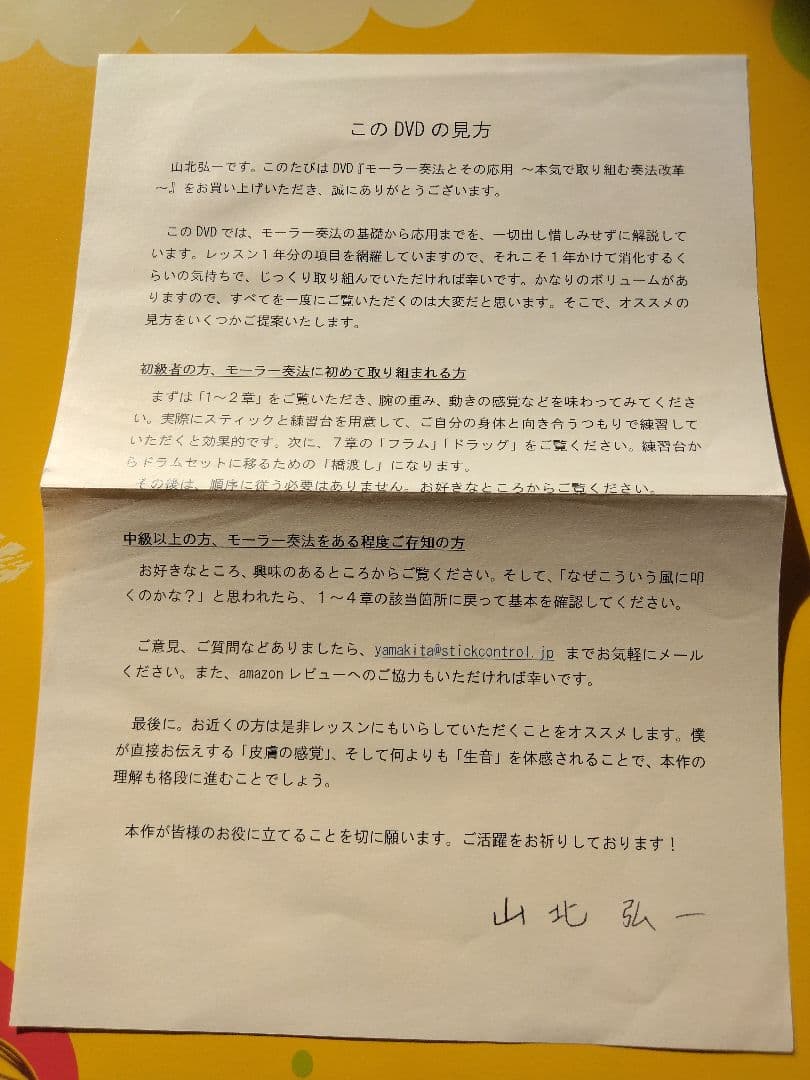 このDVDの見方
山北弘一です。このたびはDVD『モーラー奏法とその応用 ～本気で取り組む奏法改革
～』をお買い上げいただき、誠にありがとうございます。
このDVDでは、モーラー奏法の基礎から応用までを、一切出し惜しみせずに解説して
います。レッスン１年分の項目を網羅していますので、それこそ１年かけて消化するく
らいの気持ちで、じっくり取り組んでいただければ幸いです。かなりのボリュームがあ
りますので、すべてを一度にご覧いただくのは大変だと思います。そこで、オススメの
見方をいくつかご提案いたします。
初級者の方、モーラー奏法に初めて取り組まれる方
まずは「1～２章」をご覧いただき、腕の重み、動きの感覚などを味わってみてくださ
い。実際にスティックと練習台を用意して、ご自分の身体と向き合うつもりで練習して
いただくと効果的です。次に、７章の「フラム」「ドラッグ」をご覧ください。練習台か
らドラムセットに移るための「橋渡し」になります。
その後は、順序に従う必要はありません。お好きなところからご覧ください。
中級以上の方、モーラー奏法をある程度ご存知の方
お好きなところ、興味のあるところからご覧ください。そして、「なぜこういう風に叩
くのかな？」と思われたら、１～４章の該当箇所に戻って基本を確認してください。
ご意見、ご質問などありましたら、yamakita@stickcontrol.jp までお気軽にメール
ください。また、amazonレビューへのご協力もいただければ幸いです。
最後に。お近くの方は是非レッスンにもいらしていただくことをオススメします。僕
が直接お伝えする「皮膚の感覚」、そして何よりも「生音」を体感されることで、本作の
理解も格段に進むことでしょう。
本作が皆様のお役に立てることを切に願います。ご活躍をお祈りしております！
山北弘一